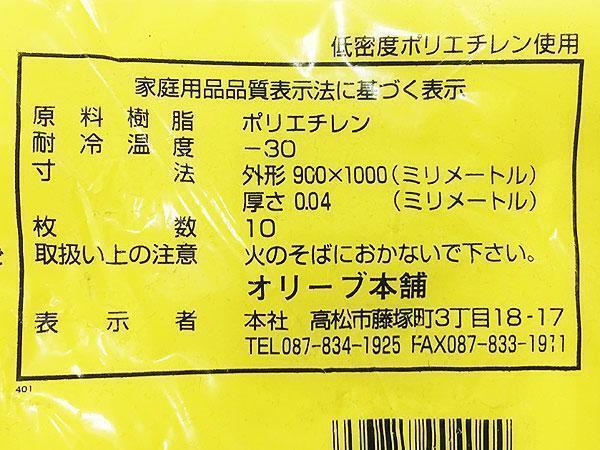 低密度ポリエチレン使用
家庭用品品質表示法に基づく表示
原料樹脂 ポリエチレン
耐冷温度 -30
寸法 外形 900×1000(ミリメートル)
厚さ 0.04 (ミリメートル)
枚数 10
取扱い上の注意 火のそばにおかないで下さい。
オリーブ本舗
表示者 本社 高松市藤塚町3丁目18-17
TEL087-834-1925 FAX087-833-1971
401